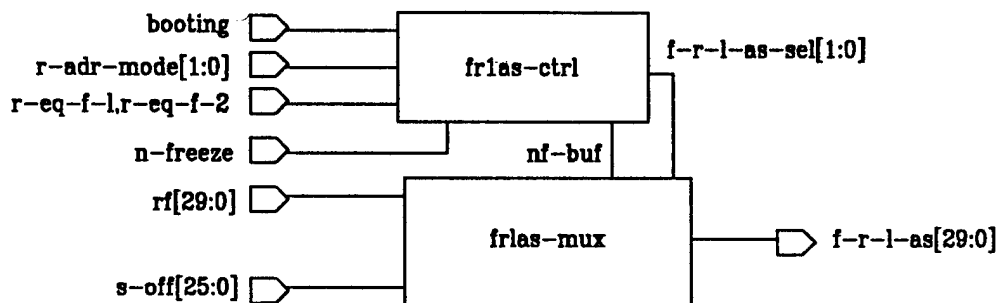 booting
r-adr-mode[1:0]
r-eq-f-l,r-eq-f-2
n-freeze
fr1as-ctrl
f-r-l-as-sel[1:0]
nf-buf
rf[29:0]
s-off[25:0]
frlas-mux
f-r-l-as[29:0]